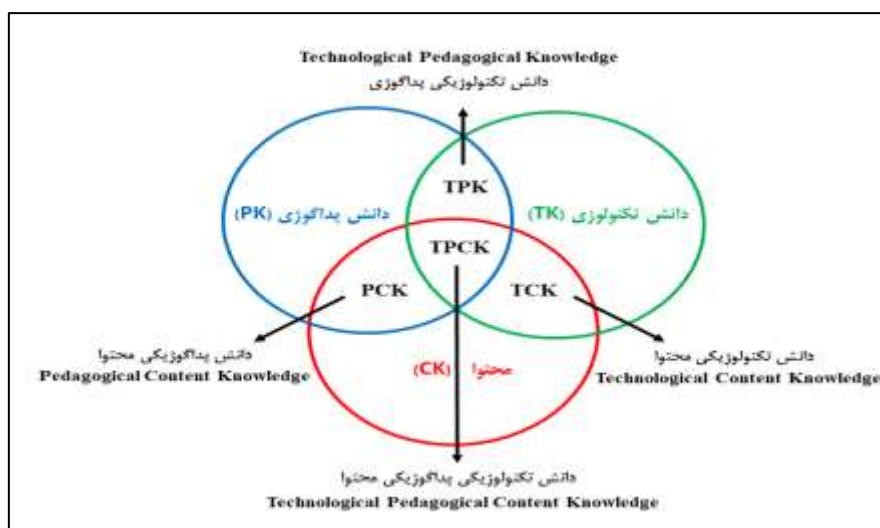 Technological Pedagogical Knowledge
دانش تکنولوژیکی پداگوژی
TPK
دانش پداگوژی (PK)
دانش تکنولوژی (TK)
TPCK
PCK
TCK
دانش پداگوژیکی محتوا
Pedagogical Content Knowledge
محتوا (CK)
دانش تکنولوژیکی محتوا
Technological Content Knowledge
دانش تکنولوژیکی پداگوژیکی محتوا
Technological Pedagogical Content Knowledge